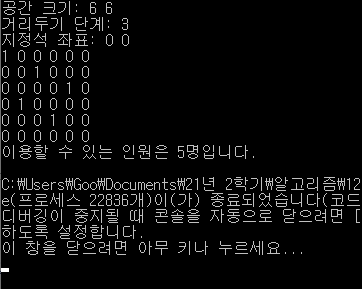 공간 크기: 6 6
거리두기 단계: 3
지정석 좌표: 0 0
1 0 0 0 0 0
0 0 1 0 0 0
0 0 0 0 1 0
0 1 0 0 0 0
0 0 0 1 0 0
0 0 0 0 0 0
이용할 수 있는 인원은 5명입니다.
C:₩Users₩Goo₩Documents₩21년 2학기₩알고리즘₩12
e(프로세스 22836개)이(가) 종료되었습니다(코드
디버깅이 중지될 때 콘솔을 자동으로 닫으려면 [
하도록 설정합니다.
이 창을 닫으려면 아무 키나 누르세요...